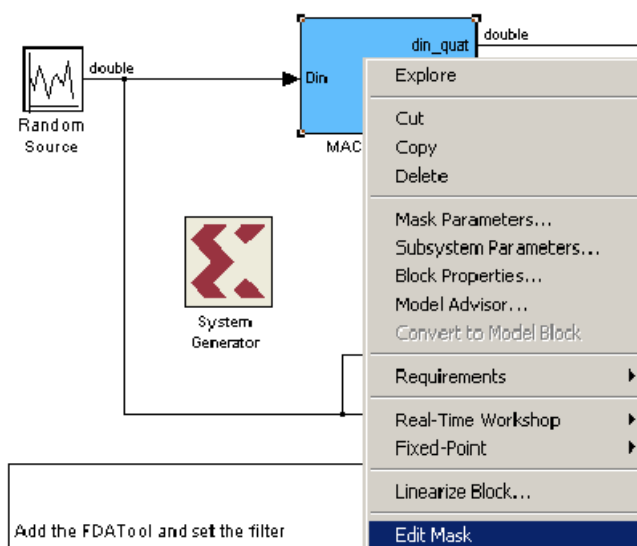 din_quat
double
double
Din
Random
Source
MAC
System
Generator
Explore
Cut
Copy
Delete
Mask Parameters...
Subsystem Parameters...
Block Properties...
Model Advisor...
Convert to Model Block
Requirements
Real-Time Workshop
Fixed-Point
Linearize Block...
Edit Mask
Add the FDATool and set the filter